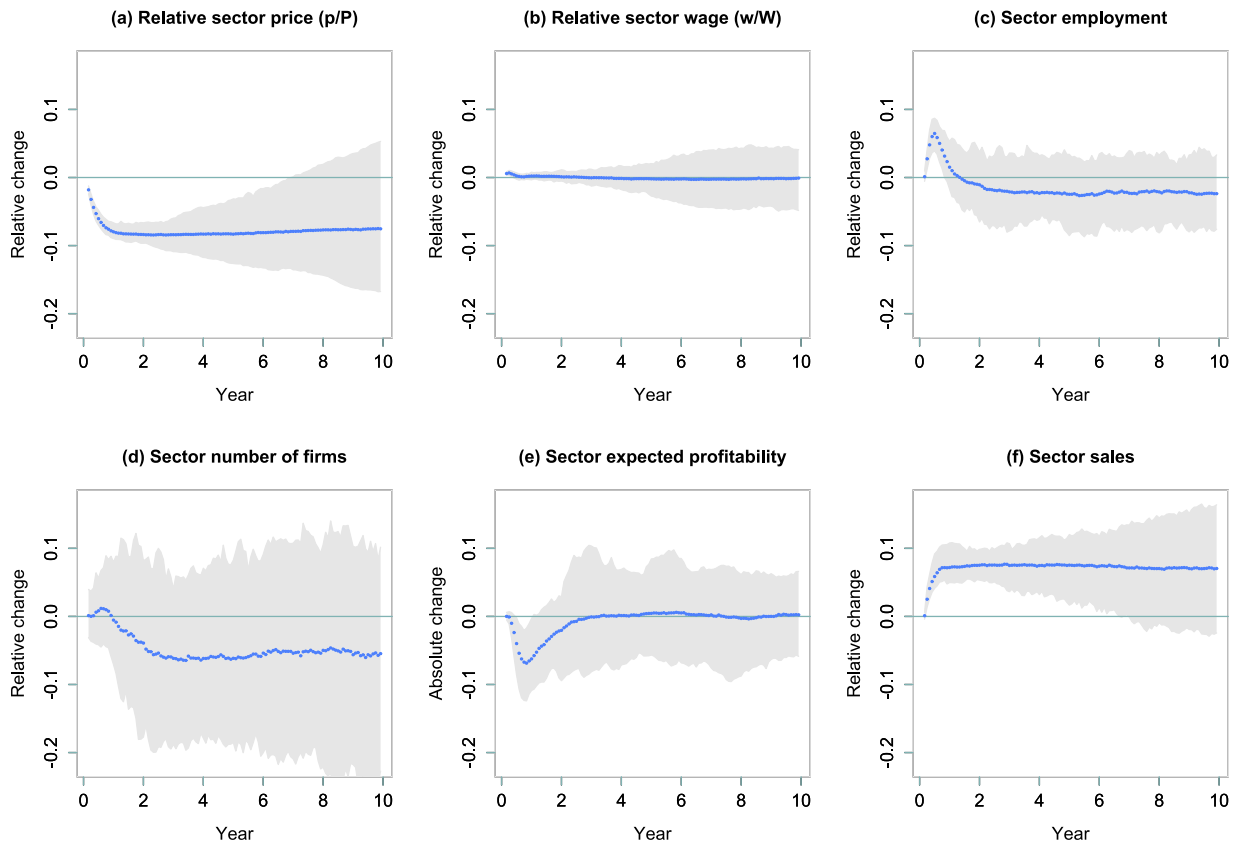 (a) Relative sector price (p/P)
Relative change
0.1
0.0
-0.1
-0.2
0 2 4 6 8 10
Year
(b) Relative sector wage (w/W)
Relative change
0.1
0.0
-0.1
-0.2
0 2 4 6 8 10
Year
(c) Sector employment
Relative change
0.1
0.0
-0.1
-0.2
0 2 4 6 8 10
Year
(d) Sector number of firms
Relative change
0.1
0.0
-0.1
-0.2
0 2 4 6 8 10
Year
(e) Sector expected profitability
Absolute change
0.1
0.0
-0.1
-0.2
0 2 4 6 8 10
Year
(f) Sector sales
Relative change
0.1
0.0
-0.1
-0.2
0 2 4 6 8 10
Year